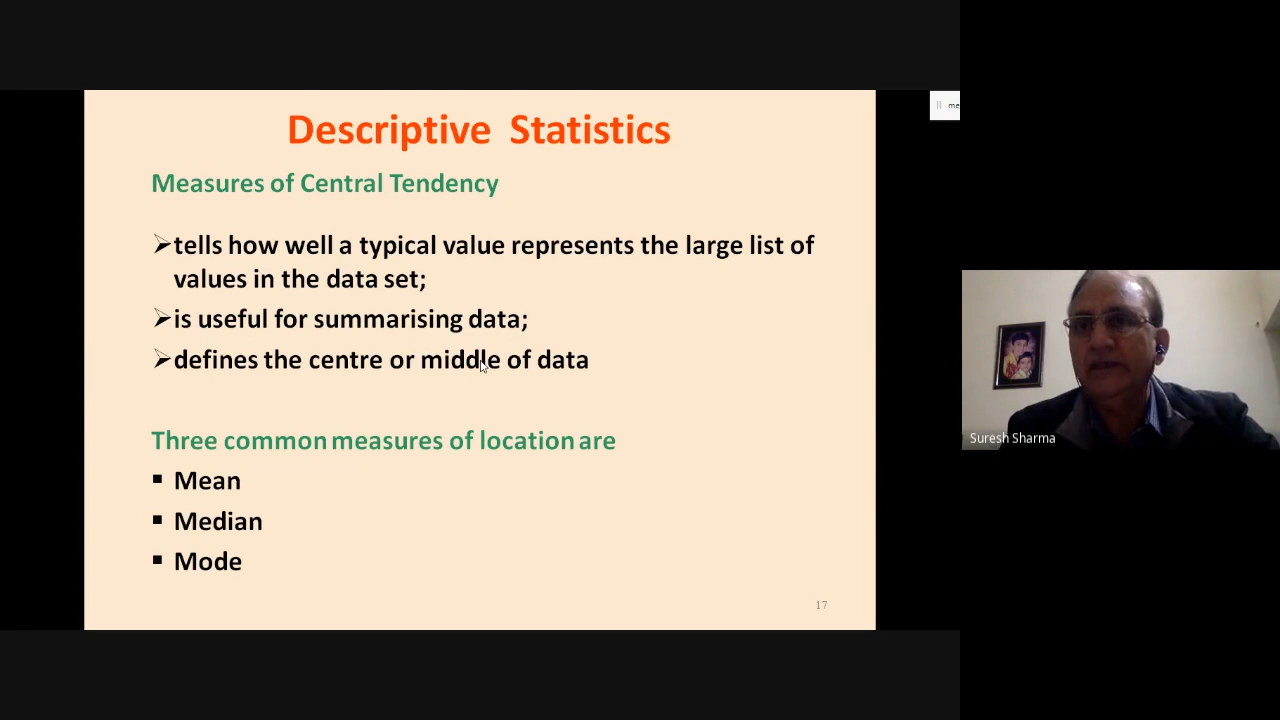 Descriptive Statistics
me
Measures of Central Tendency
➢tells how well a typical value represents the large list of
values in the data set;
➢is useful for summarising data;
➢defines the centre or middle of data
Three common measures of location are
▪ Mean
▪ Median
▪ Mode
17
Suresh Sharma